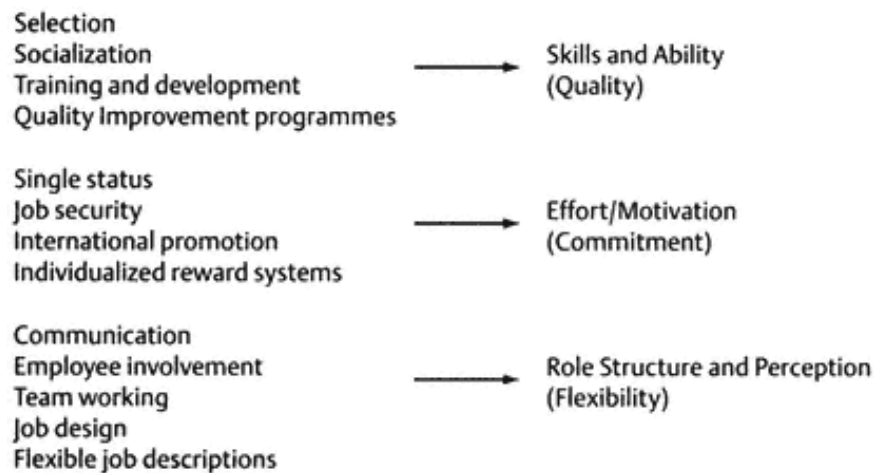 Selection
Socialization
Training and development
Quality Improvement programmes
Skills and Ability
(Quality)
Single status
Job security
International promotion
Individualized reward systems
Effort/Motivation
(Commitment)
Communication
Employee involvement
Team working
Job design
Flexible job descriptions
Role Structure and Perception
(Flexibility)